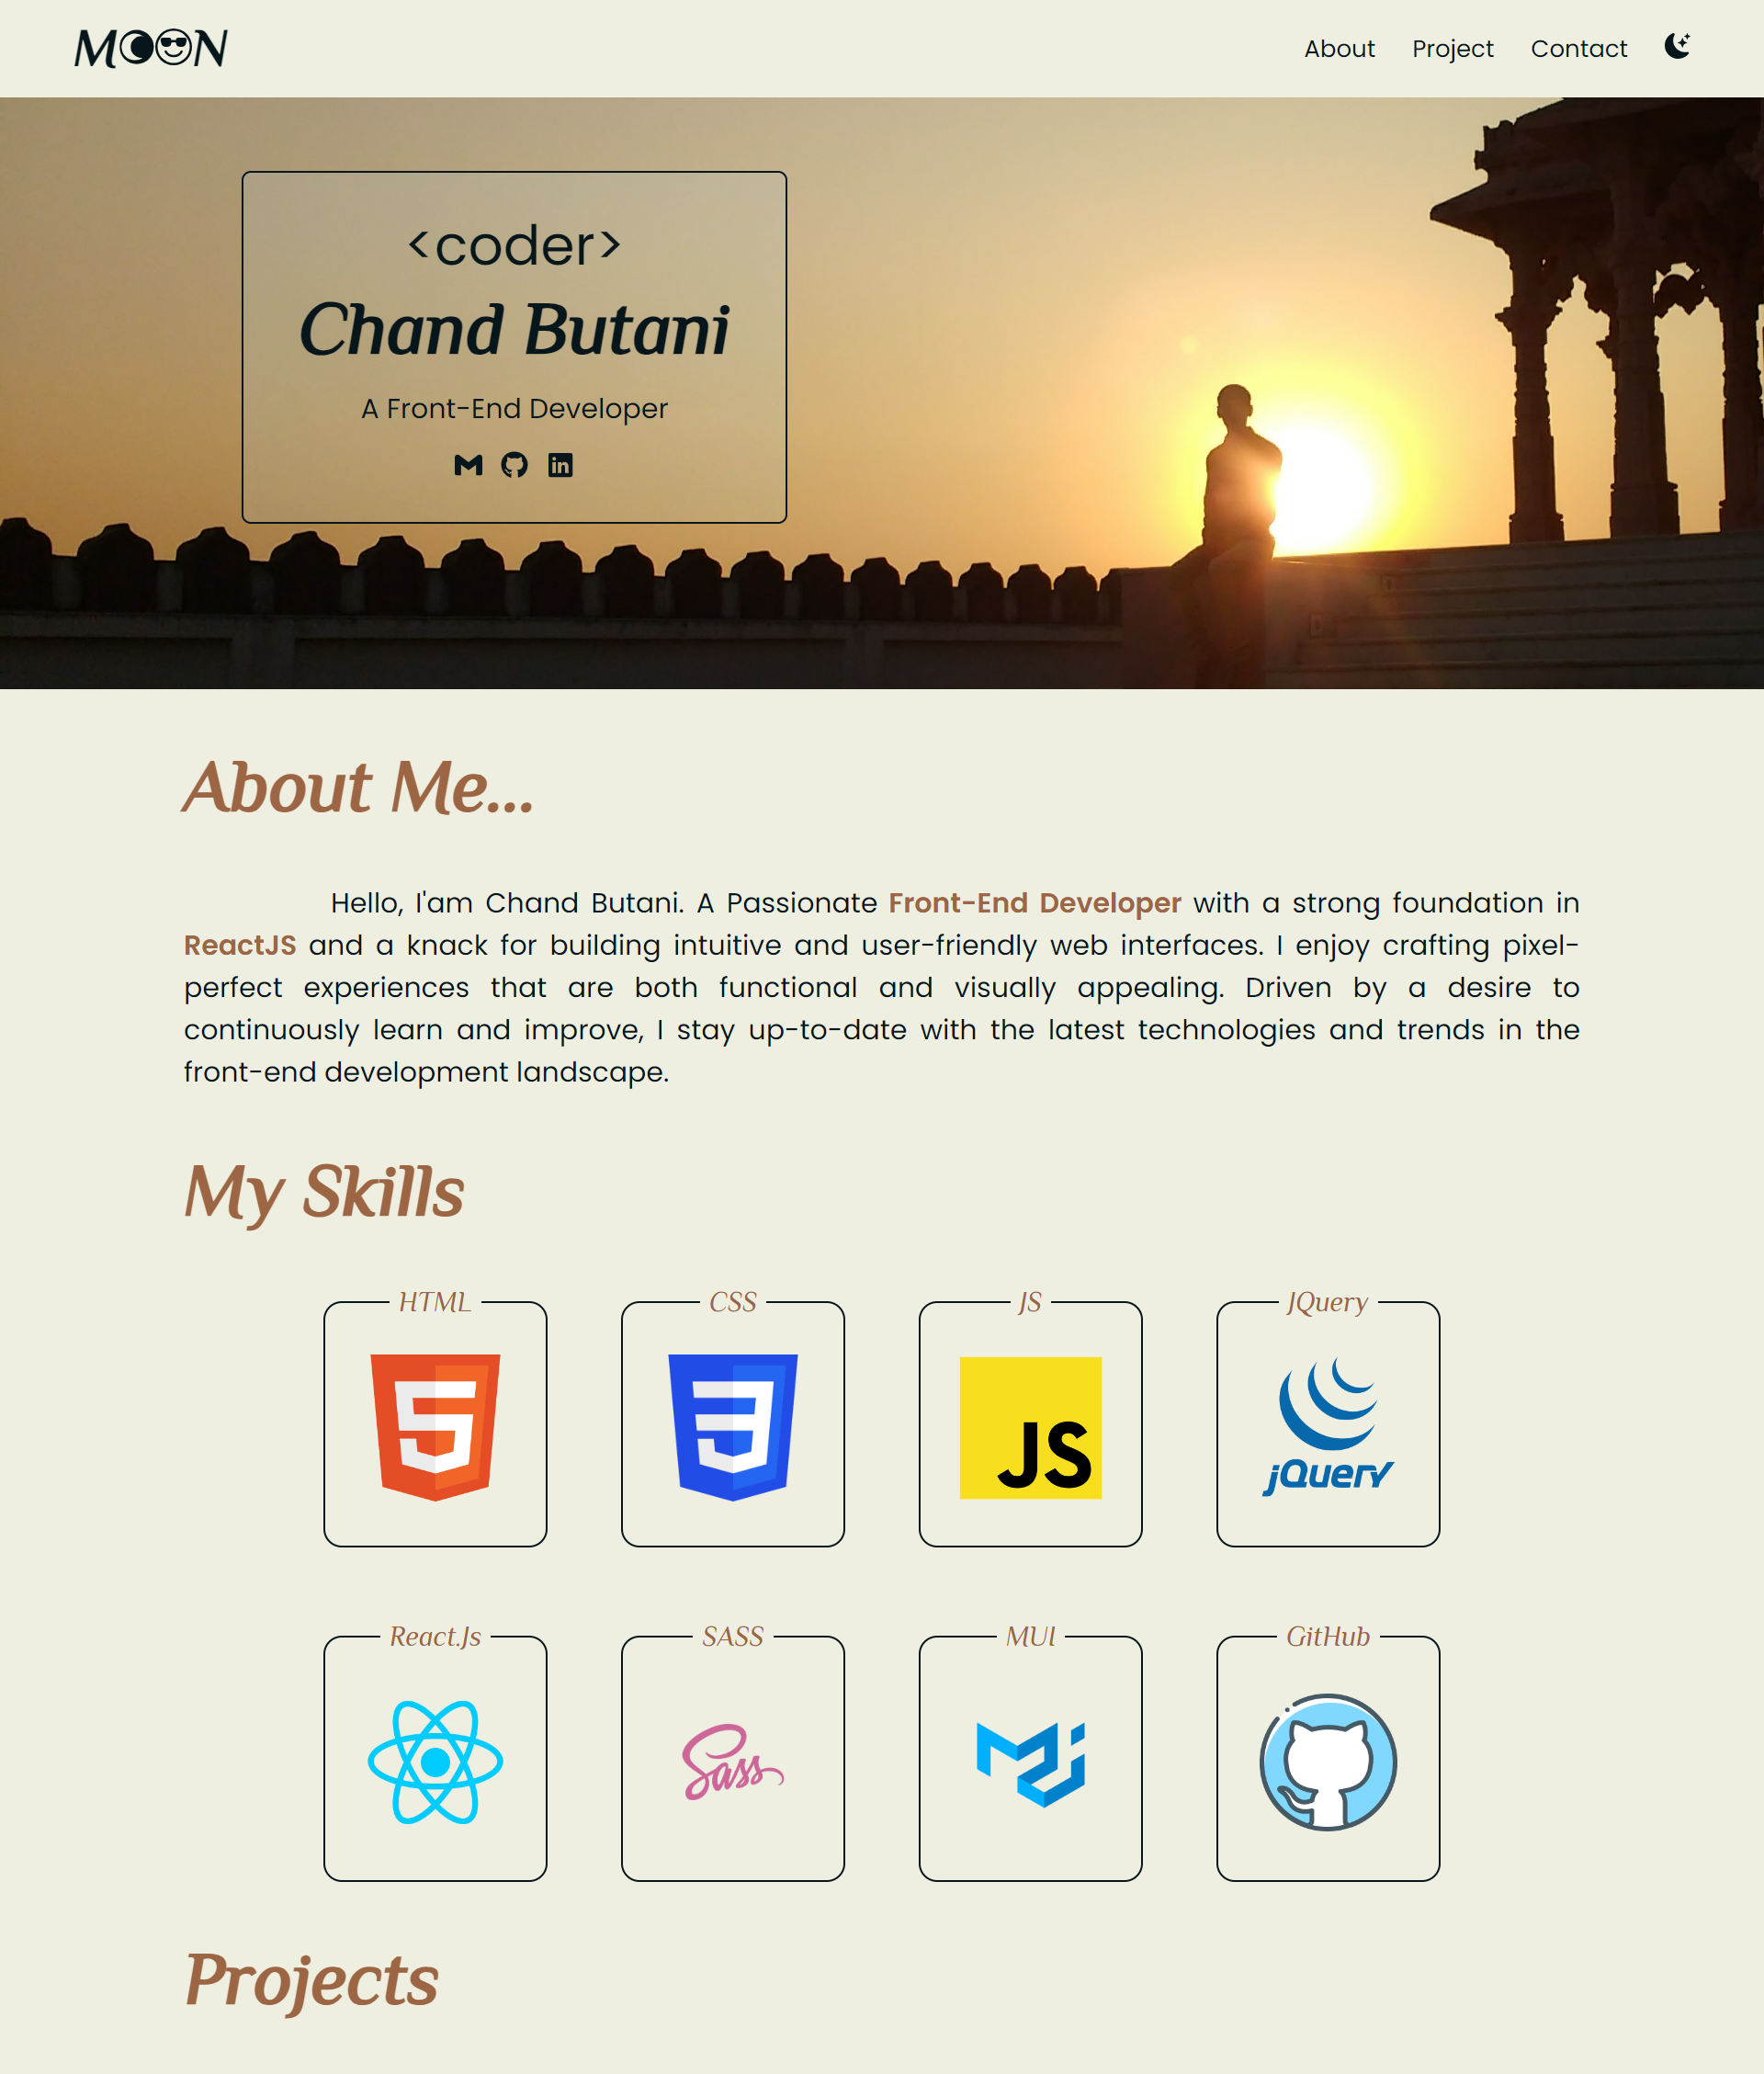 MOON
About Project Contact
<coder>
Chand Butani
A Front-End Developer
About Me...
Hello, I'am Chand Butani. A Passionate Front-End Developer with a strong foundation in
ReactJS and a knack for building intuitive and user-friendly web interfaces. I enjoy crafting pixel-
perfect experiences that are both functional and visually appealing. Driven by a desire to
continuously learn and improve, I stay up-to-date with the latest technologies and trends in the
front-end development landscape.
My Skills
HTML CSS JS JQuery
JS jQuery
React.Js SASS MUI GitHub
Sass
Projects